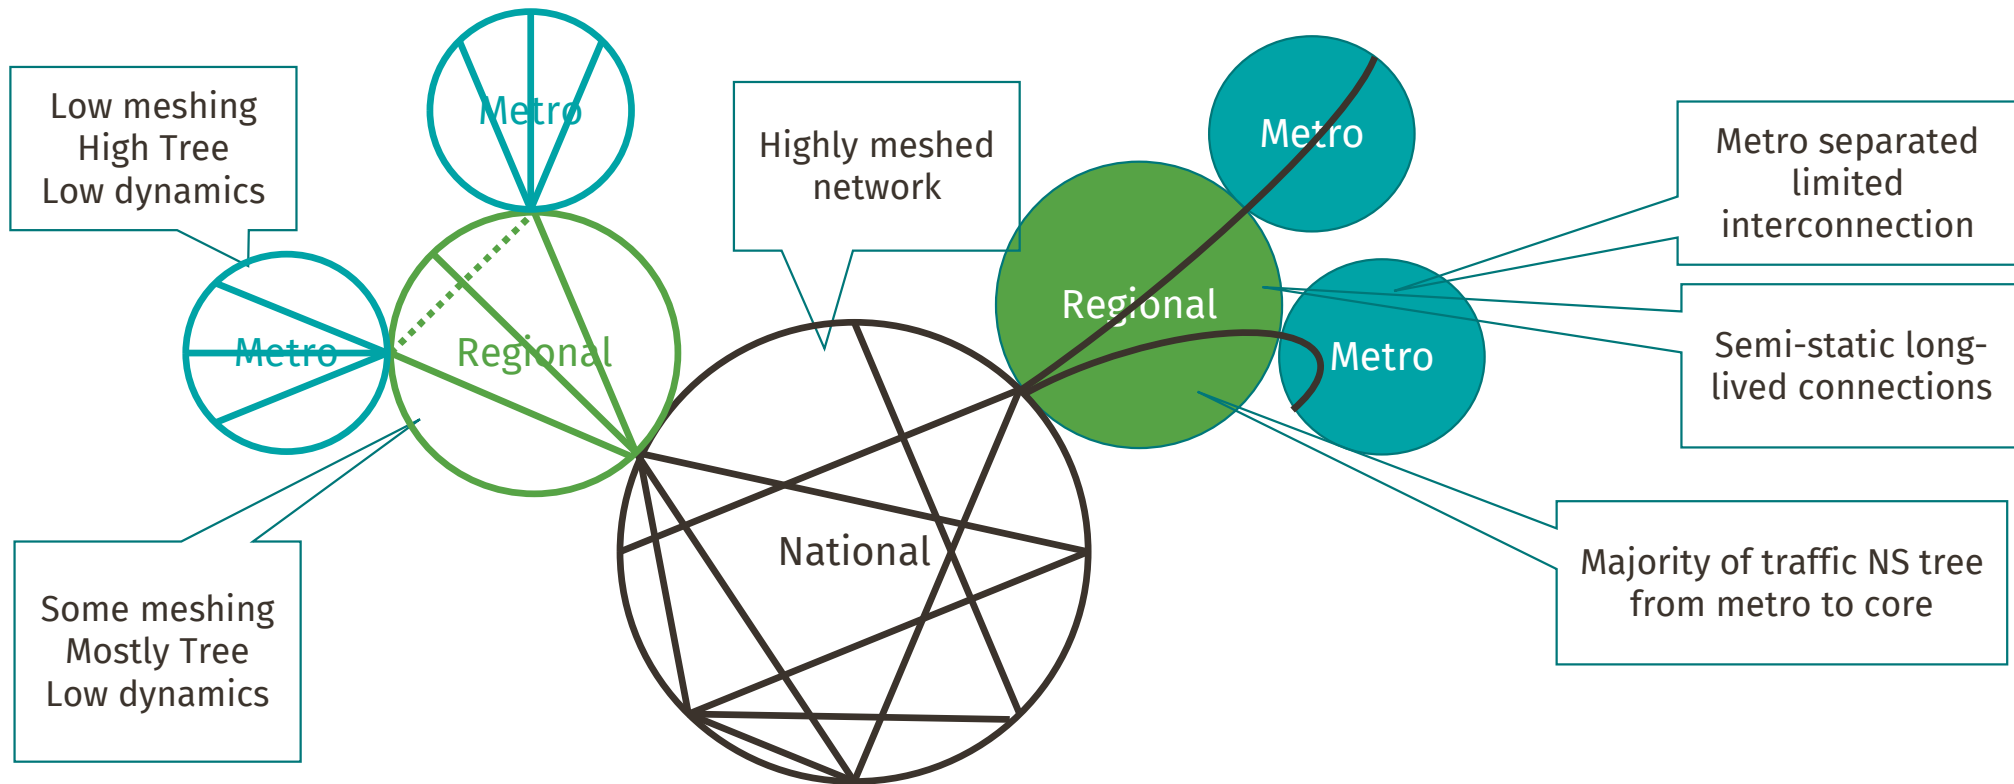 Low meshing
High Tree
Low dynamics
Metro
Metro
Regional
Some meshing
Mostly Tree
Low dynamics
Highly meshed
network
National
Regional
Metro
Metro
Metro separated
limited
interconnection
Semi-static long-
lived connections
Majority of traffic NS tree
from metro to core